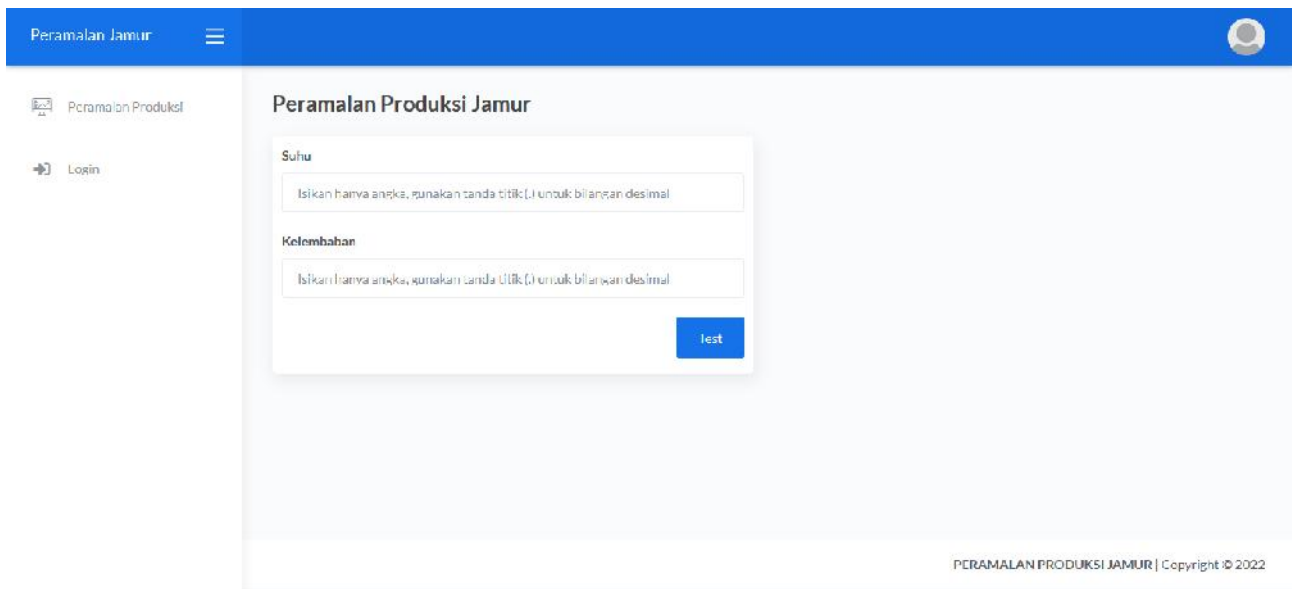 Peramalan Jamur
Peramalan Produksi
Login
Peramalan Produksi Jamur
Suhu
Isikan hanya angka, gunakan tanda titik (.) untuk bilangan desimal
Kelembaban
Isikan hanya angka, gunakan tanda titik (.) untuk bilangan desimal
Test
PERAMALAN PRODUKSI JAMUR | Copyright © 2022